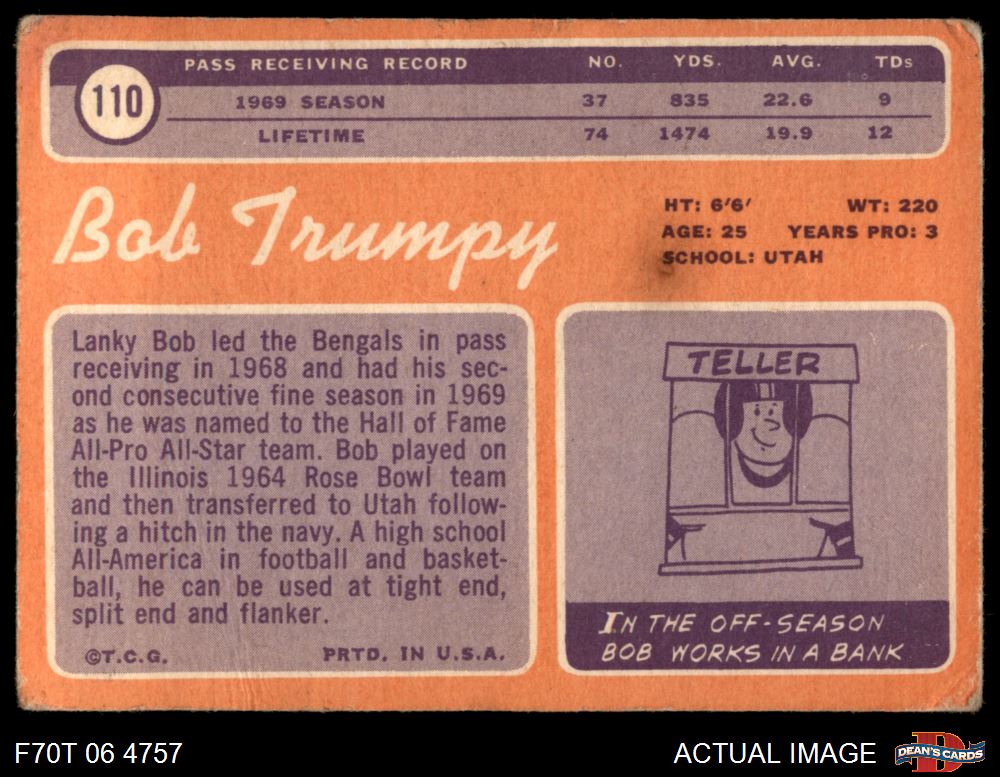 110
PASS RECEIVING RECORD NO. YDS. AVG. TDs
1969 SEASON 37 835 22.6 9
LIFETIME 74 1474 19.9 12
Bob Trumpy
HT: 6'6' WT: 220
AGE: 25 YEARS PRO: 3
SCHOOL: UTAH
Lanky Bob led the Bengals in pass
receiving in 1968 and had his sec-
ond consecutive fine season in 1969
as he was named to the Hall of Fame
All-Pro All-Star team. Bob played on
the Illinois 1964 Rose Bowl team
and then transferred to Utah follow-
ing a hitch in the navy. A high school
All-America in football and basket-
ball, he can be used at tight end,
split end and flanker.
©T.C.G. PRTD. IN U.S.A.
TELLER
IN THE OFF-SEASON
BOB WORKS IN A BANK
F70T 06 4757
ACTUAL IMAGE
D
DEAN'S CARDS